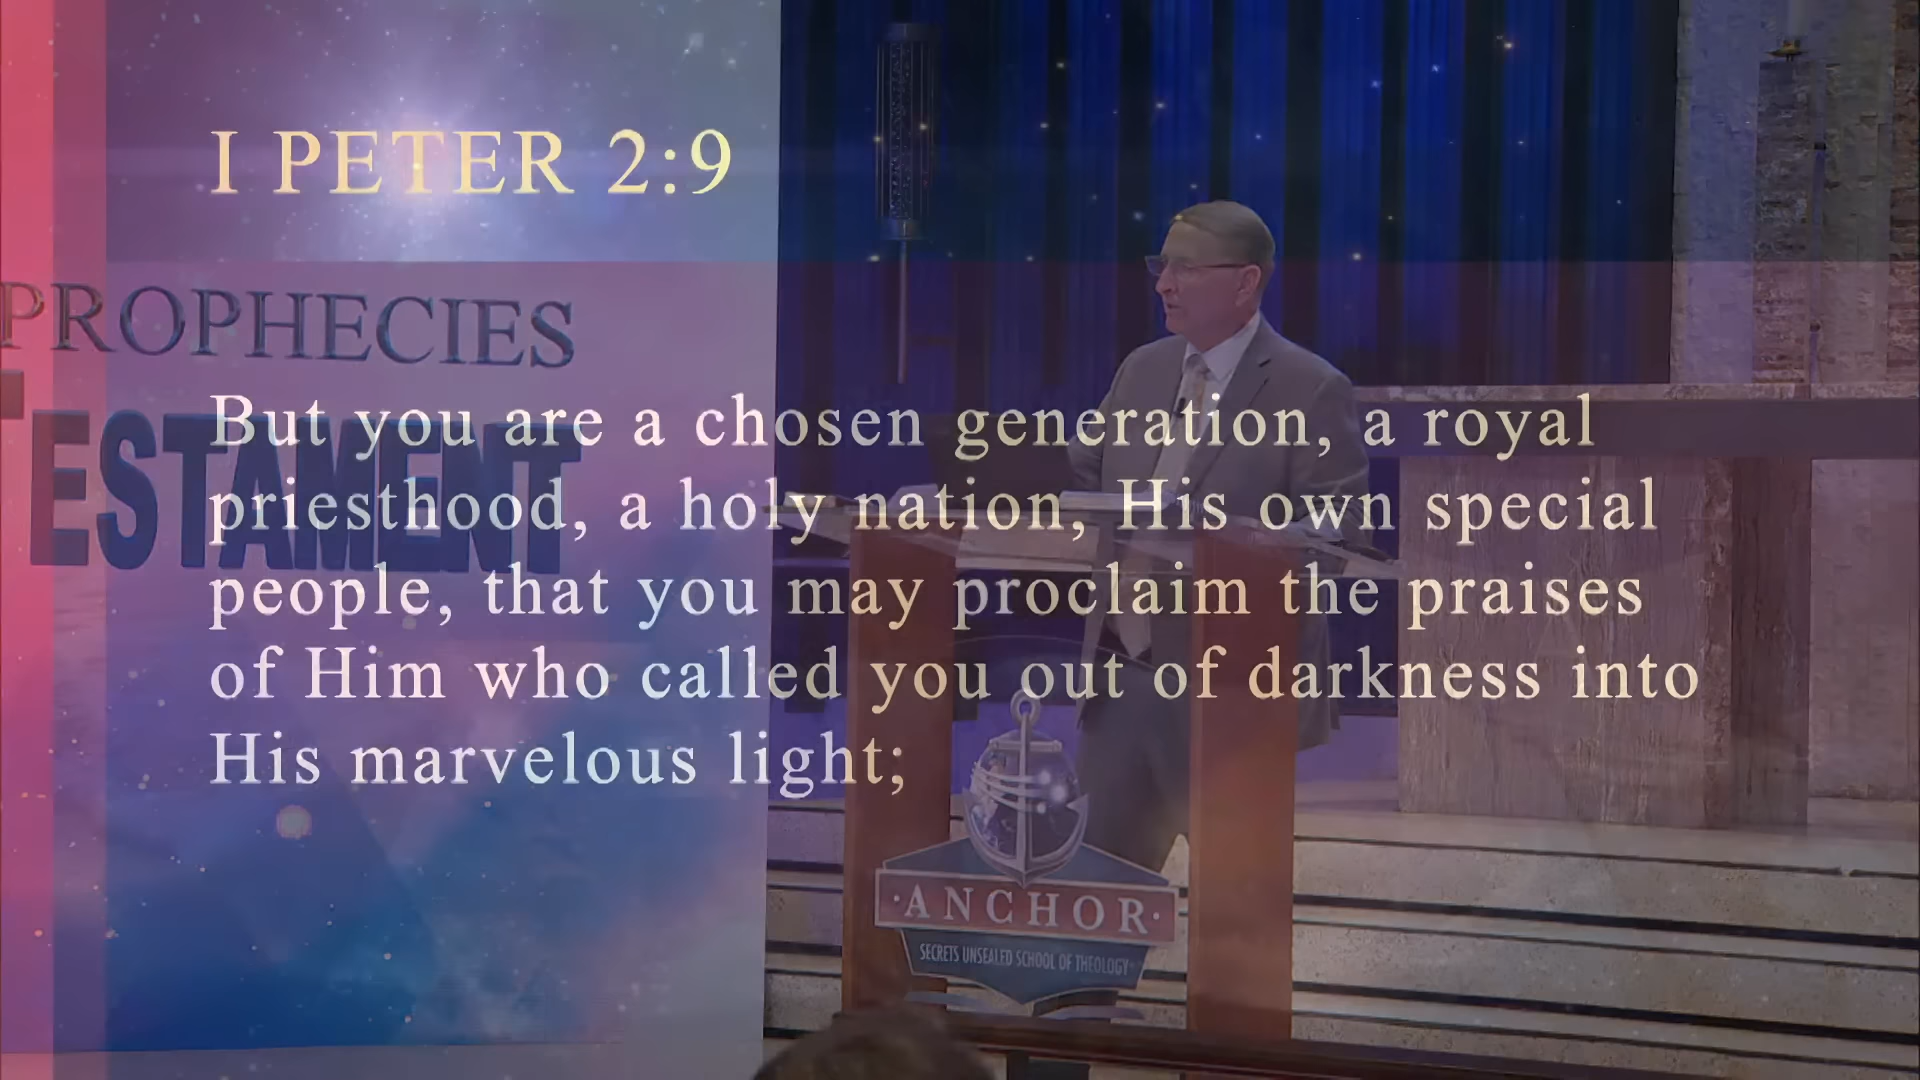 I PETER 2:9
PROPHECIES
TESTAMENT
But you are a chosen generation, a royal
priesthood, a holy nation, His own special
people, that you may proclaim the praises
of Him who called you out of darkness into
His marvelous light;
·ANCHOR·
SECRETS UNSEALED SCHOOL OF THEOLOGY